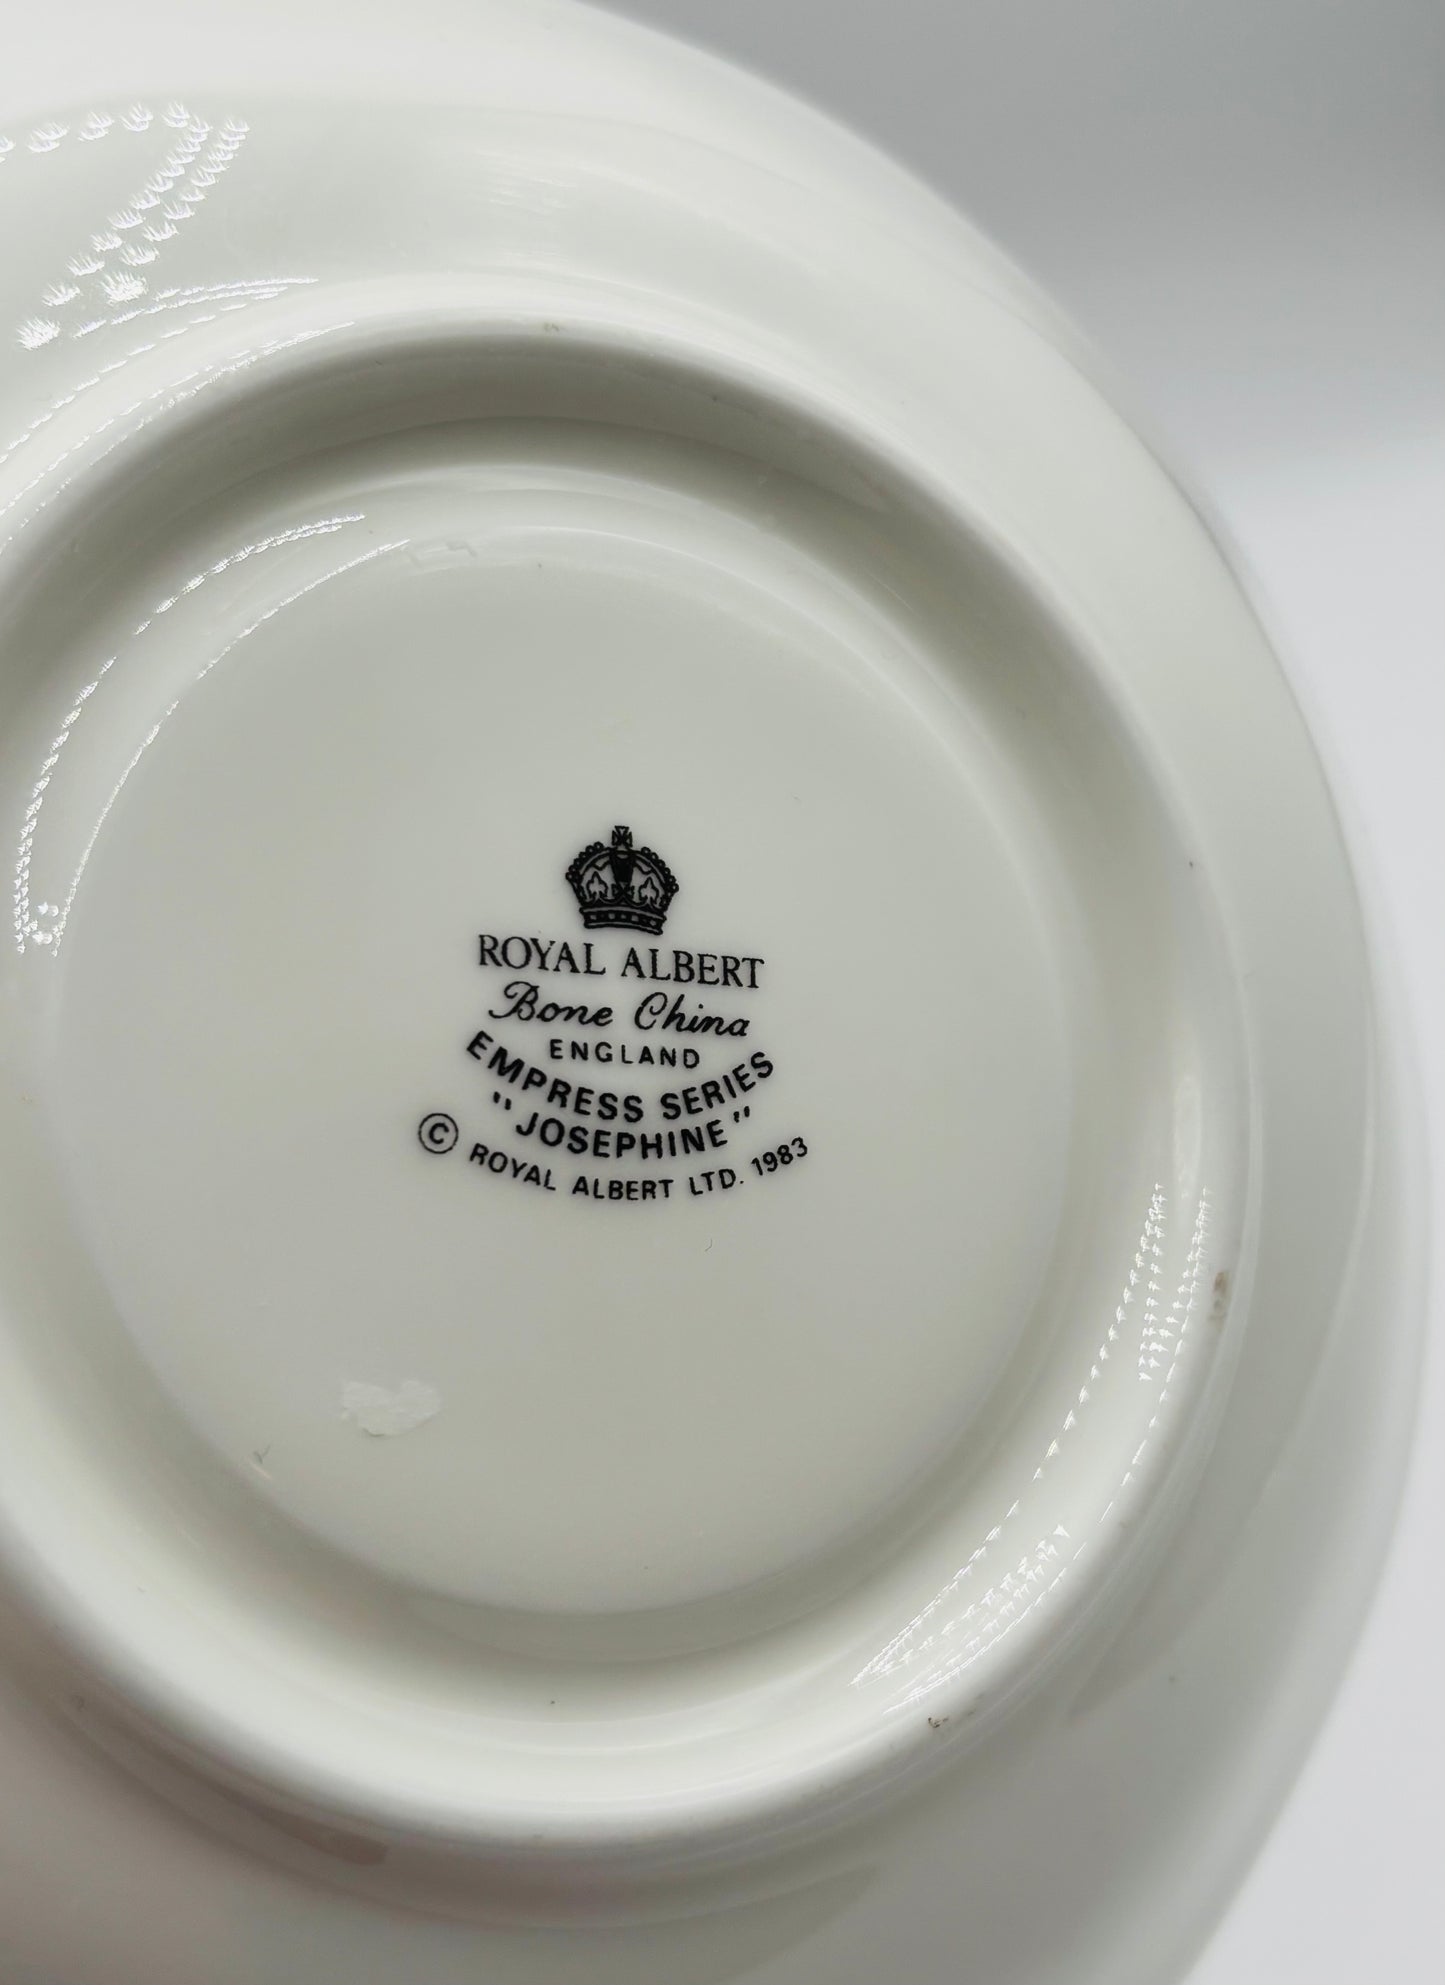 ROYAL ALBERT
Bone China
ENGLAND
EMPRESS SERIES
"JOSEPHINE"
© ROYAL ALBERT LTD. 1983